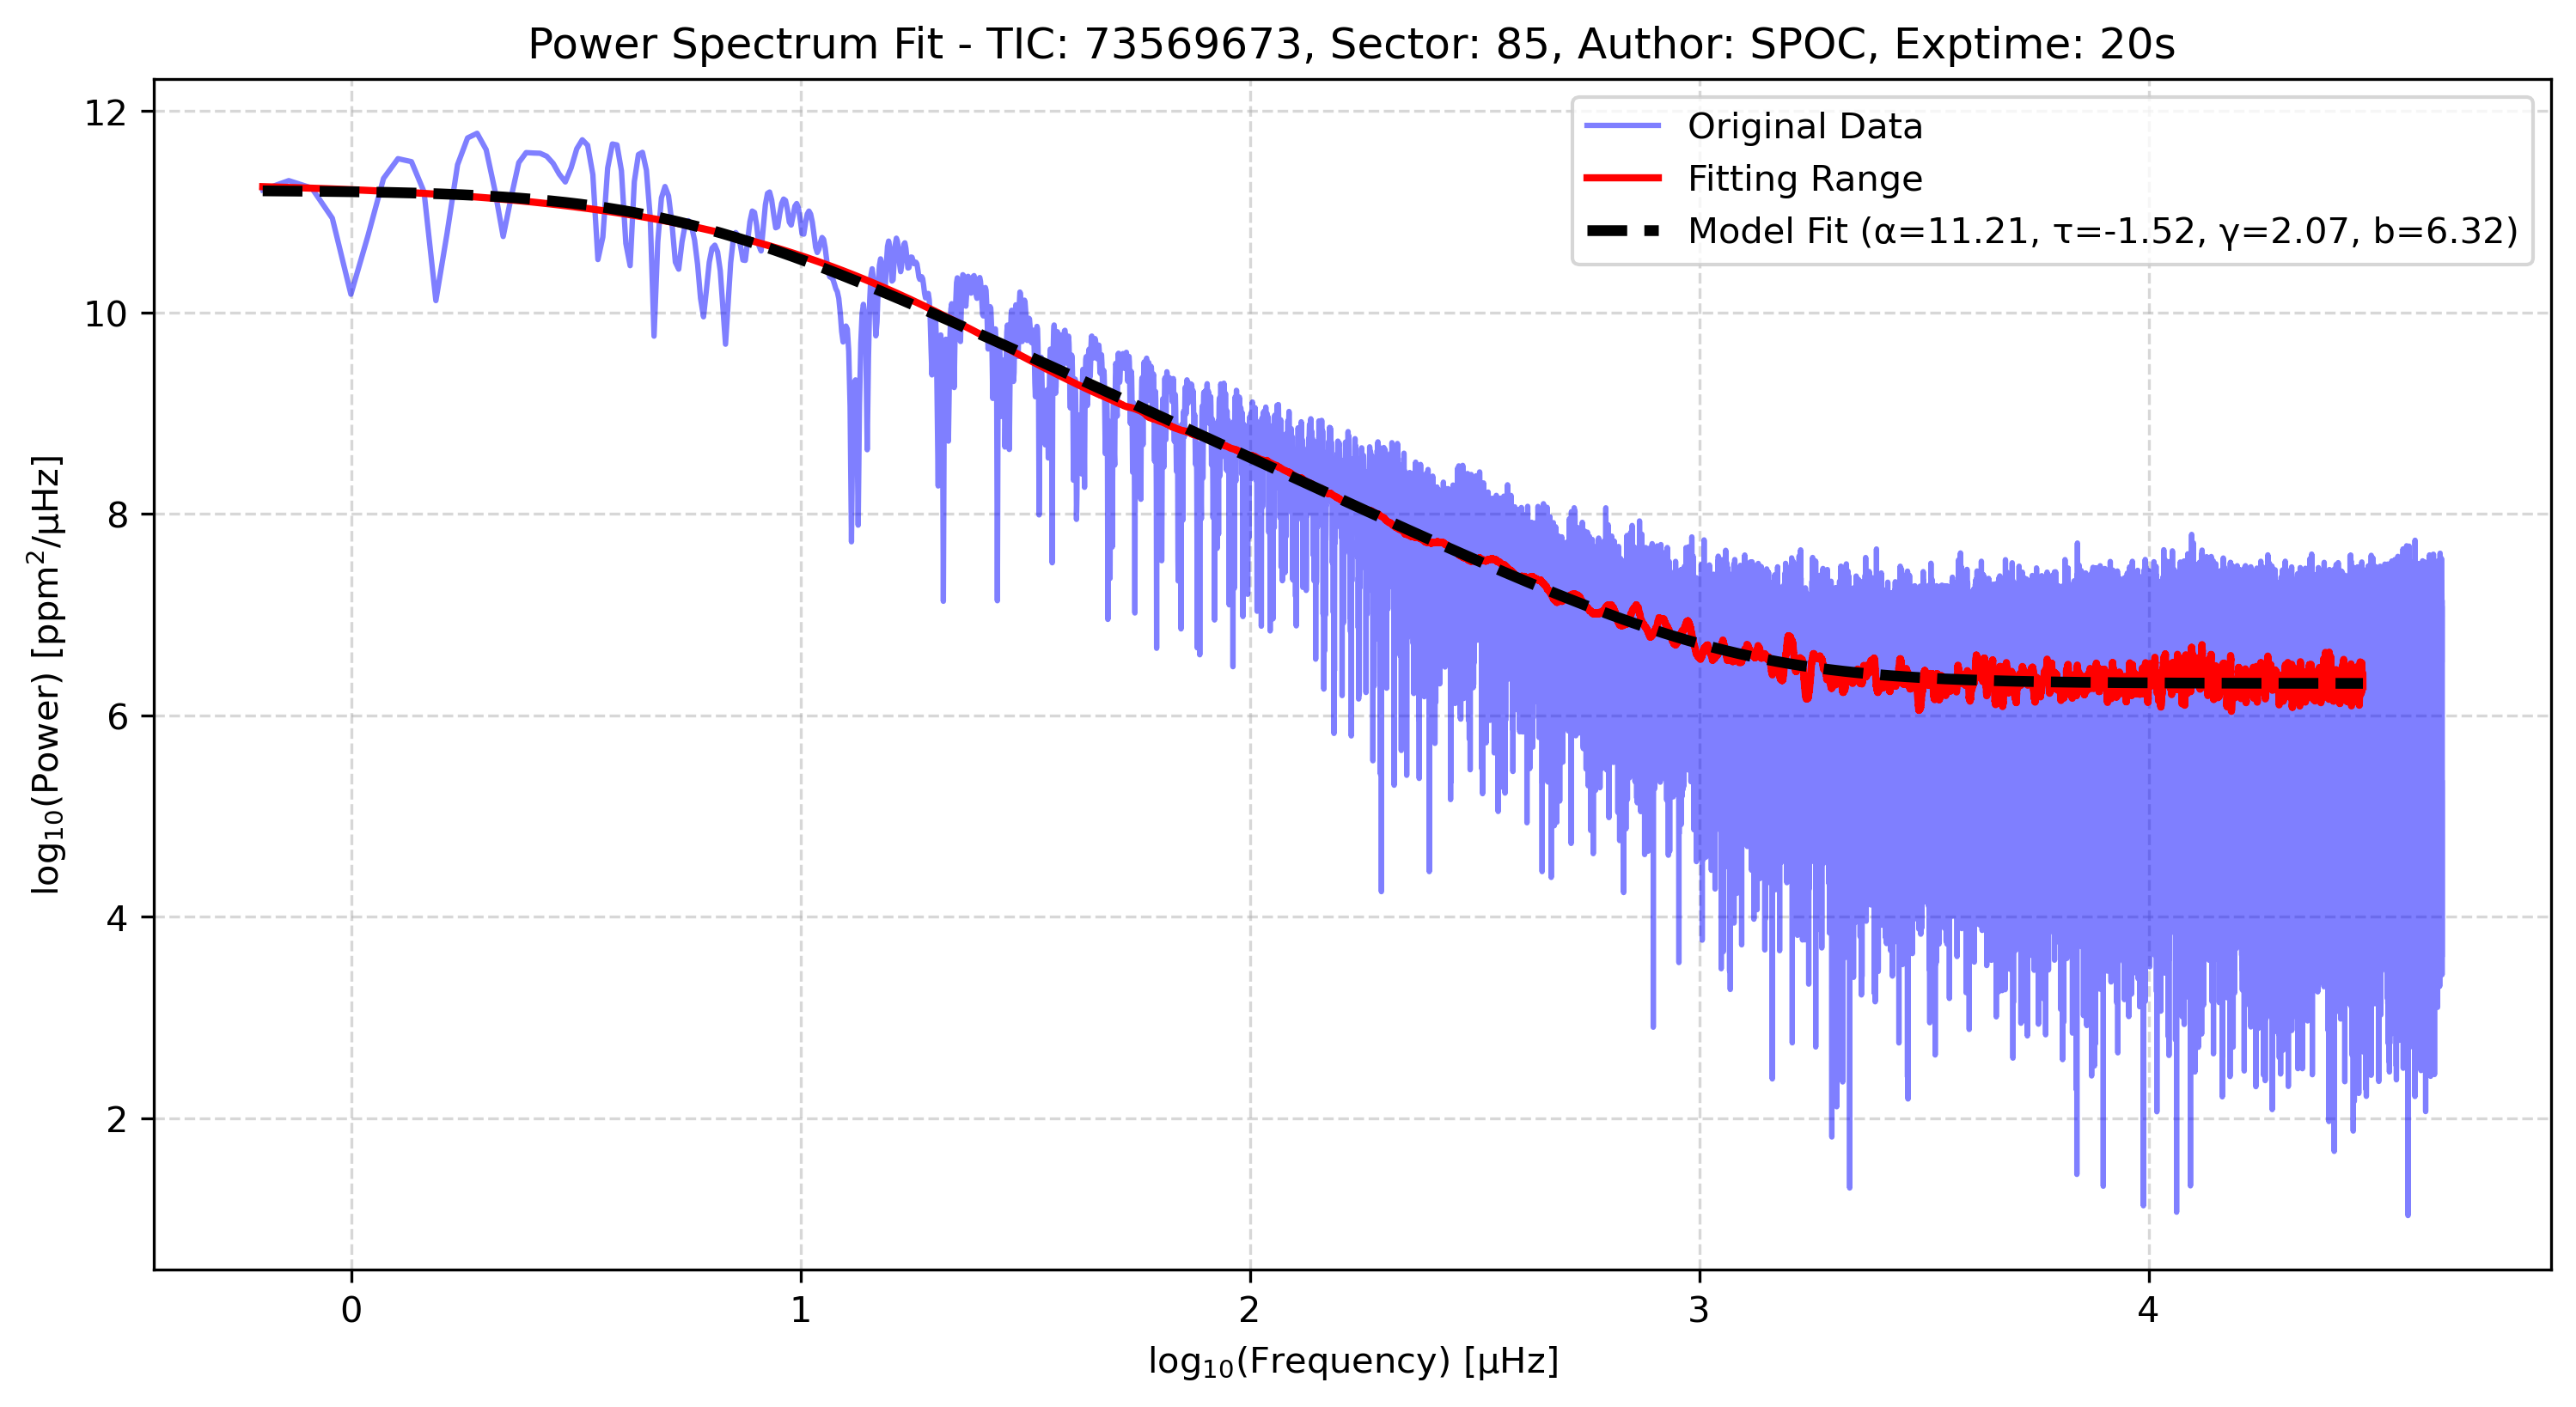 Power Spectrum Fit - TIC: 73569673, Sector: 85, Author: SPOC, Exptime: 20s
Original Data
Fitting Range
Model Fit (α=11.21, τ=-1.52, γ=2.07, b=6.32)
log₁₀(Power) [ppm²/μHz]
12
10
8
6
4
2
0 1 2 3 4
log₁₀(Frequency) [μHz]